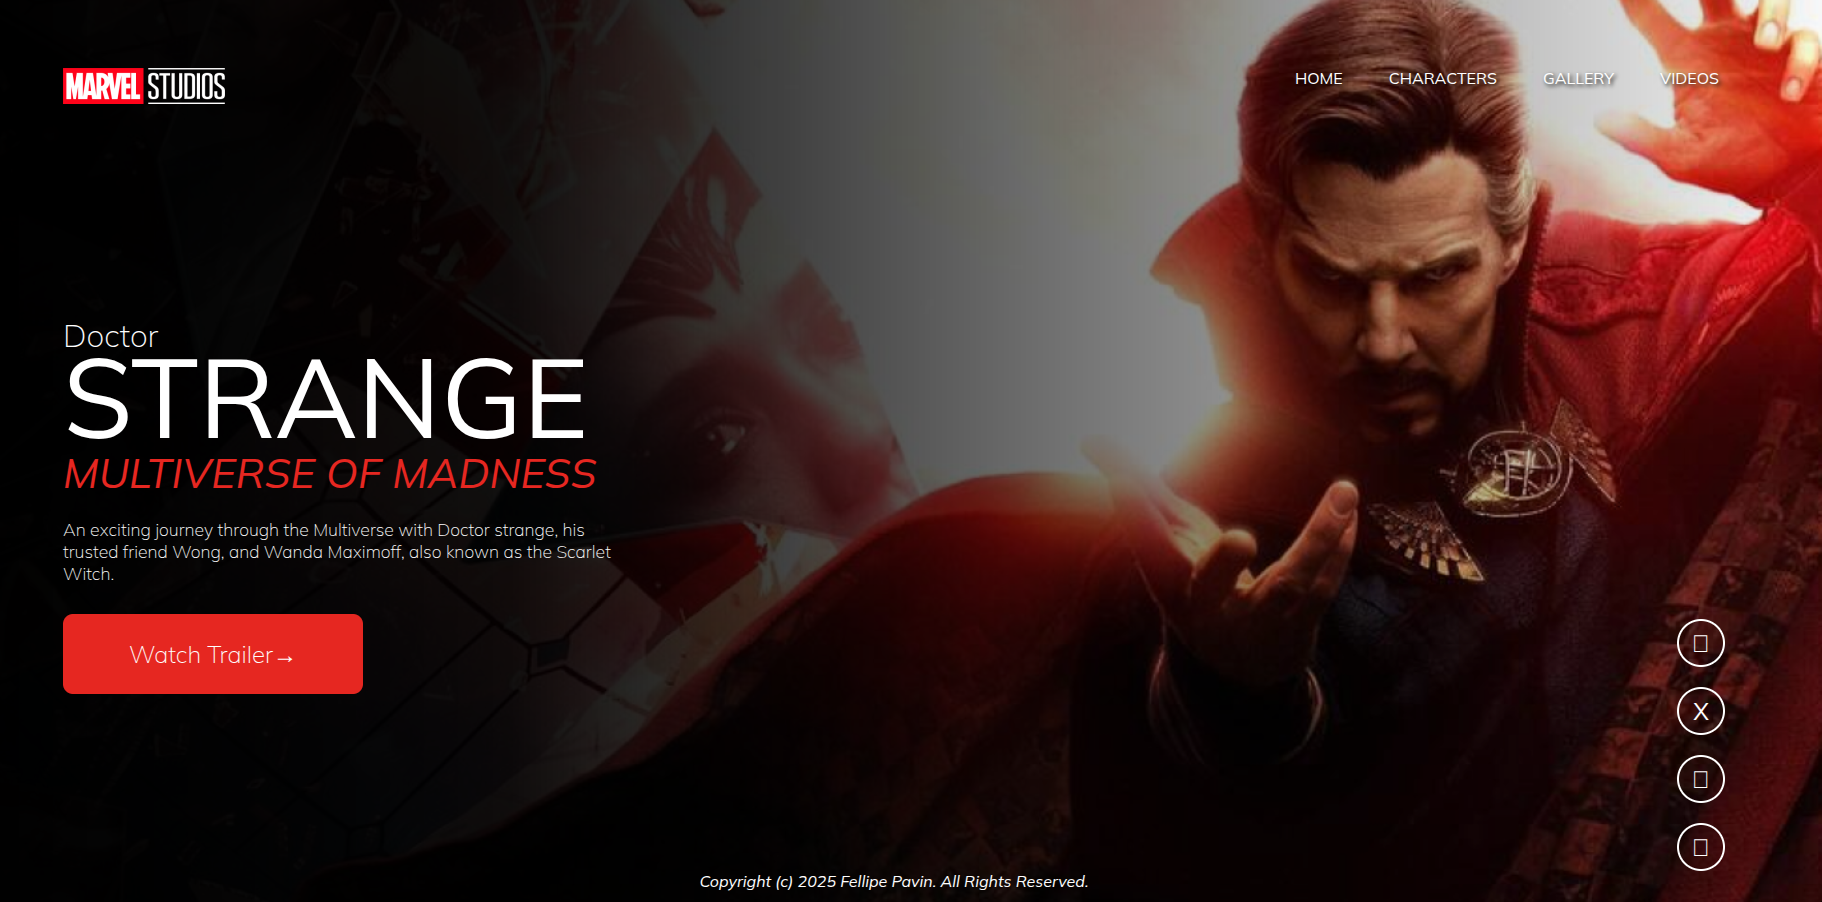 MARVEL STUDIOS
HOME CHARACTERS GALLERY VIDEOS
Doctor
STRANGE
MULTIVERSE OF MADNESS
An exciting journey through the Multiverse with Doctor strange, his
trusted friend Wong, and Wanda Maximoff, also known as the Scarlet
Witch.
Watch Trailer→
X
Copyright (c) 2025 Fellipe Pavin. All Rights Reserved.